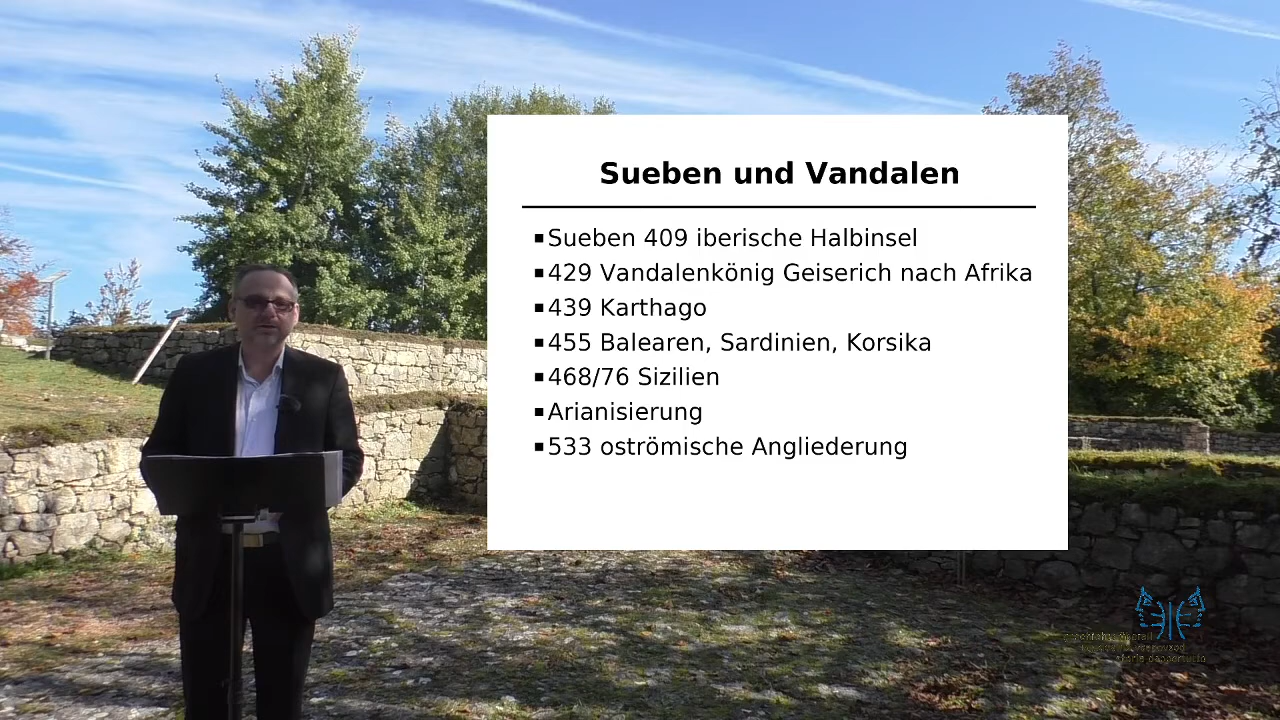 Sueben und Vandalen
▪Sueben 409 iberische Halbinsel
▪429 Vandalenkönig Geiserich nach Afrika
▪439 Karthago
▪455 Balearen, Sardinien, Korsika
▪468/76 Sizilien
▪Arianisierung
▪533 oströmische Angliederung